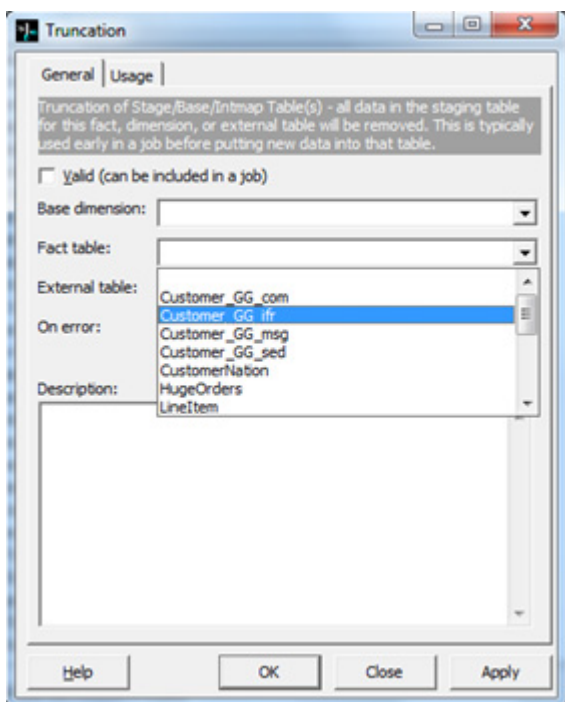 Truncation
General
Usage
Truncation of Stage/Base/Intmap Table(s) - all data in the staging table
for this fact, dimension, or external table will be removed. This is typically
used early in a job before putting new data into that table.
Valid (can be included in a job)
Base dimension:
Fact table:
External table:
Customer_GG_com
Customer_GG_ifr
On error:
Customer_GG_msg
Customer_GG_sed
CustomerNation
Description:
HugeOrders
LineItem
Help
OK
Close
Apply